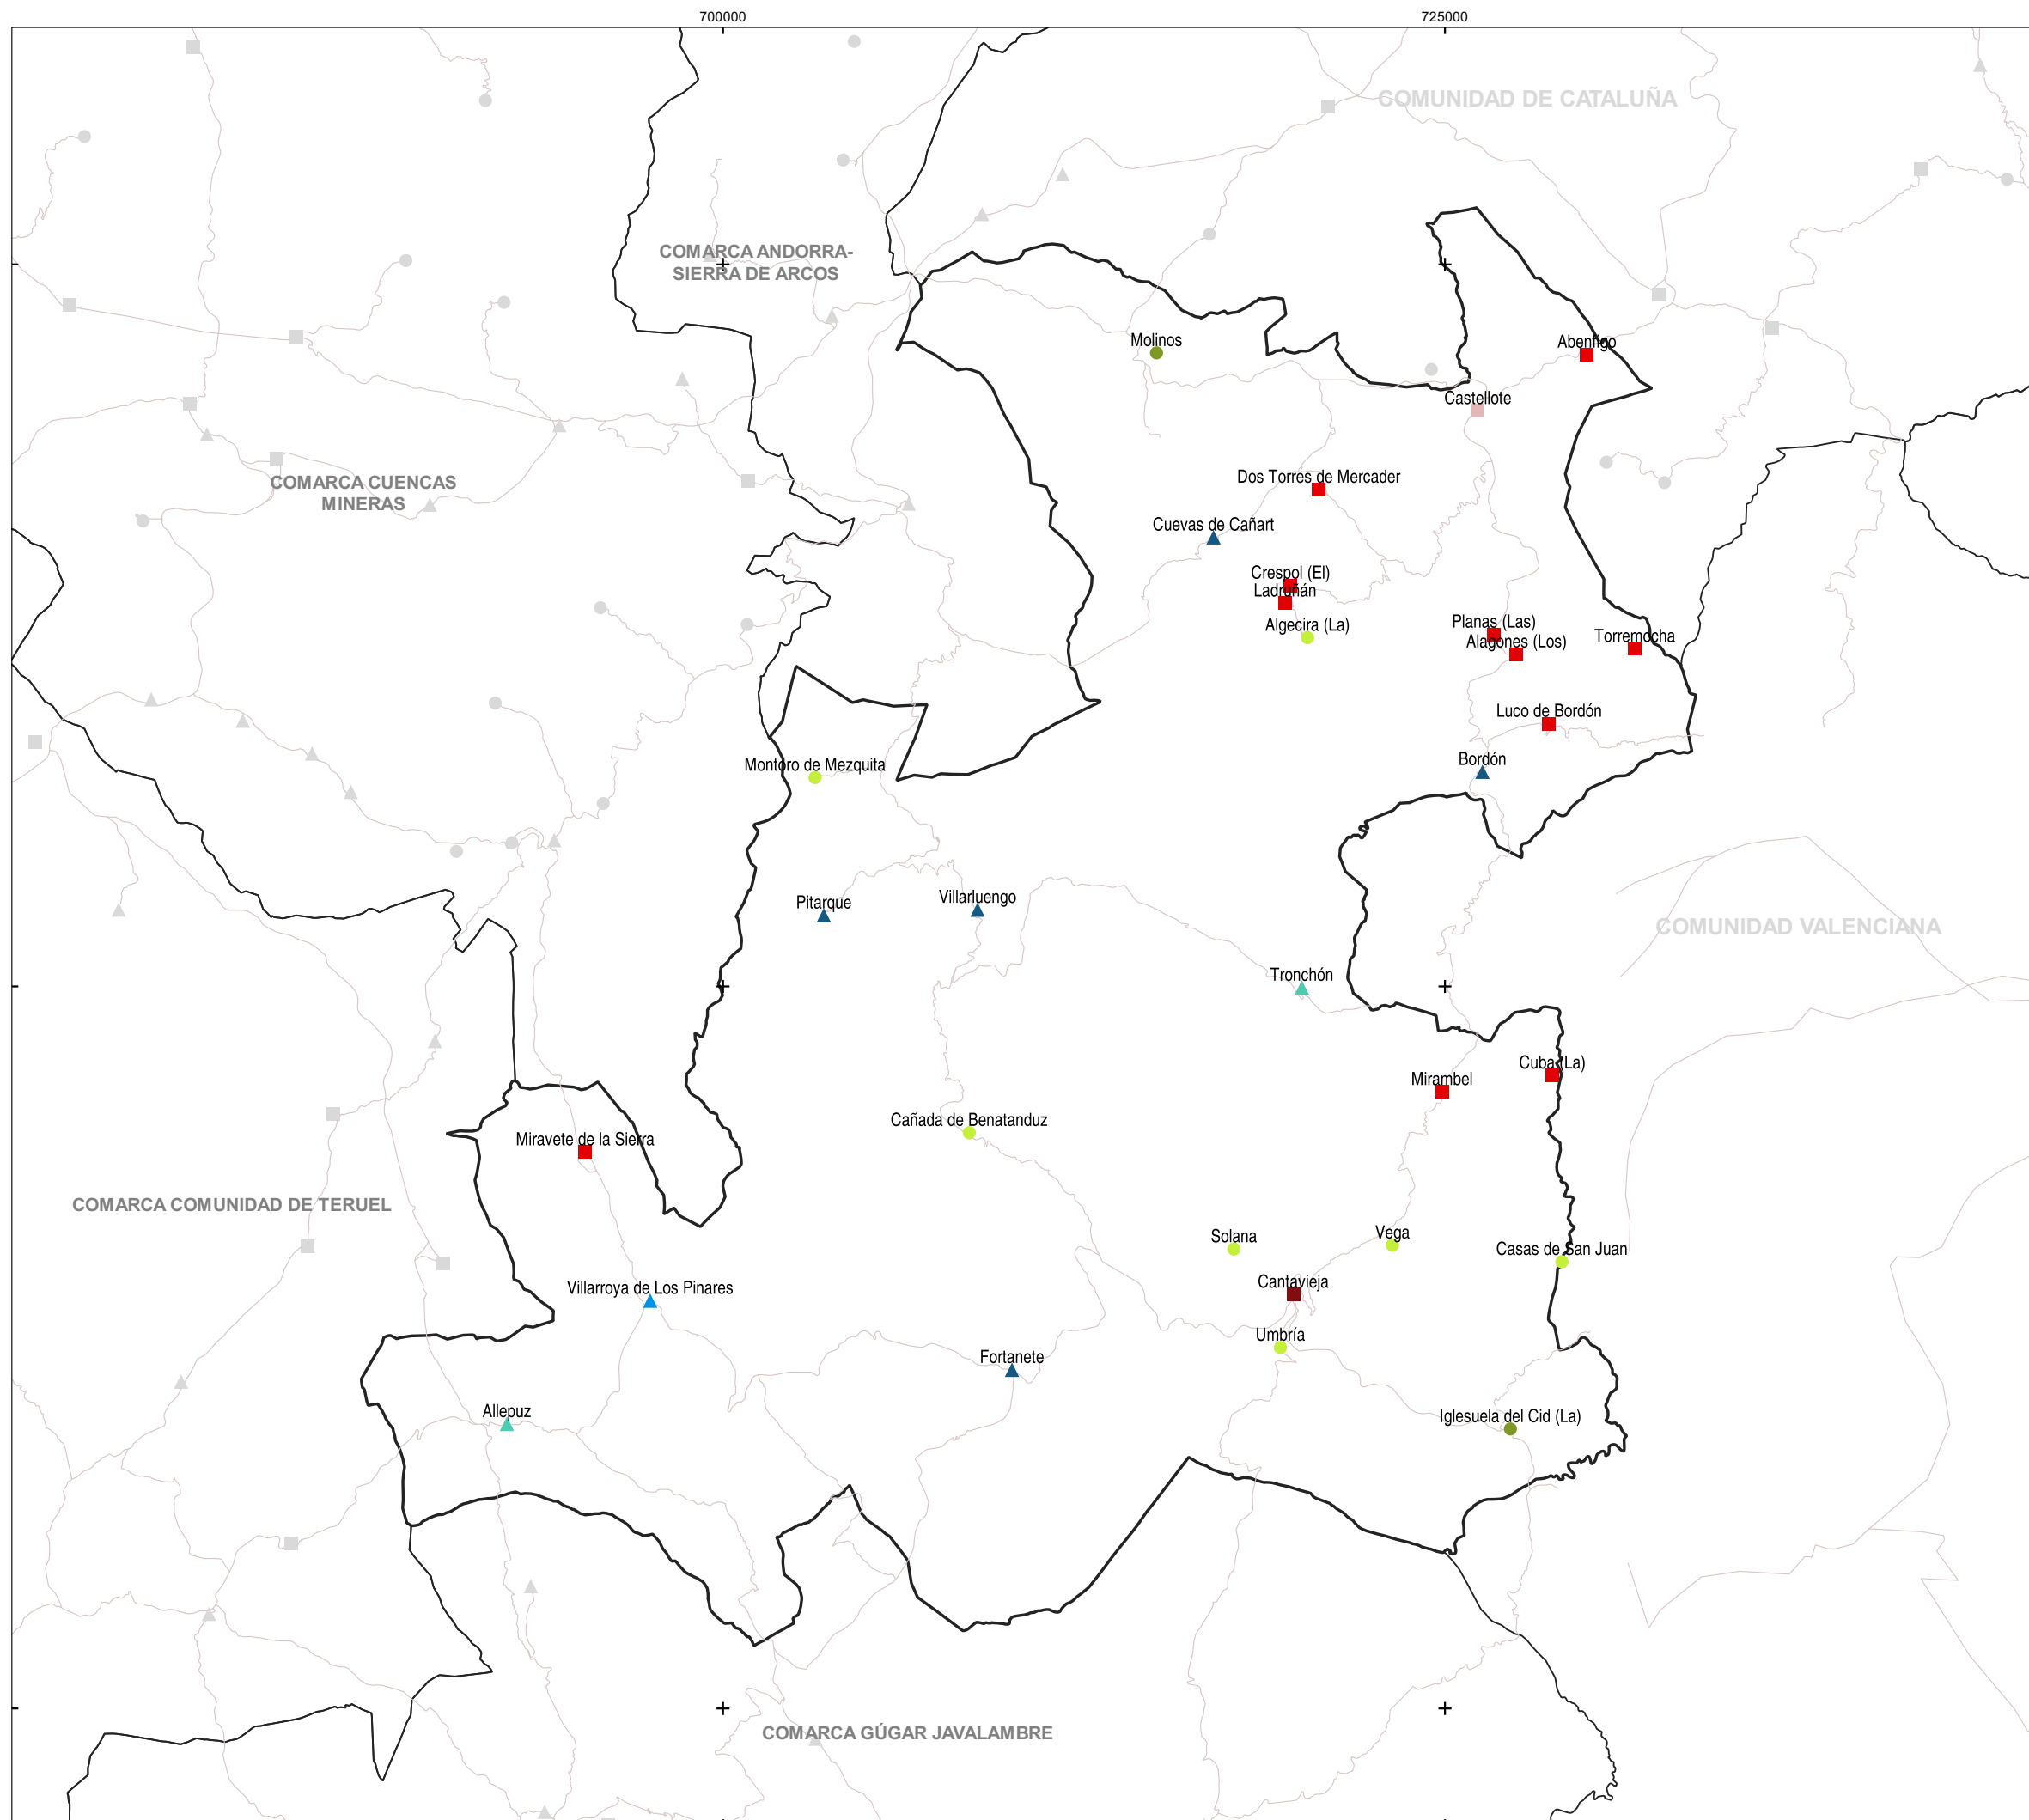 700000
725000
COMUNIDAD DE CATALUÑA
COMARCA ANDORRA-
SIERRA DE ARCOS
Molinos
Abenfigo
Castellote
Dos Torres de Mercader
COMARCA CUENCAS
MINERAS
Cuevas de Cañart
Crespol (El)
Ladruñán
Algecira (La)
Planas (Las)
Alagones (Los)
Torremocha
Luco de Bordón
Bordón
Montoro de Mezquita
Pitarque
Villarluengo
COMUNIDAD VALENCIANA
Tronchón
Cuba (La)
Mirambel
Cañada de Benatanduz
Miravete de la Sierra
COMARCA COMUNIDAD DE TERUEL
Solana
Vega
Casas de San Juan
Cantavieja
Villarroya de Los Pinares
Umbría
Fortanete
Allepuz
Iglesuela del Cid (La)
COMARCA GÚGAR JAVALAMBRE